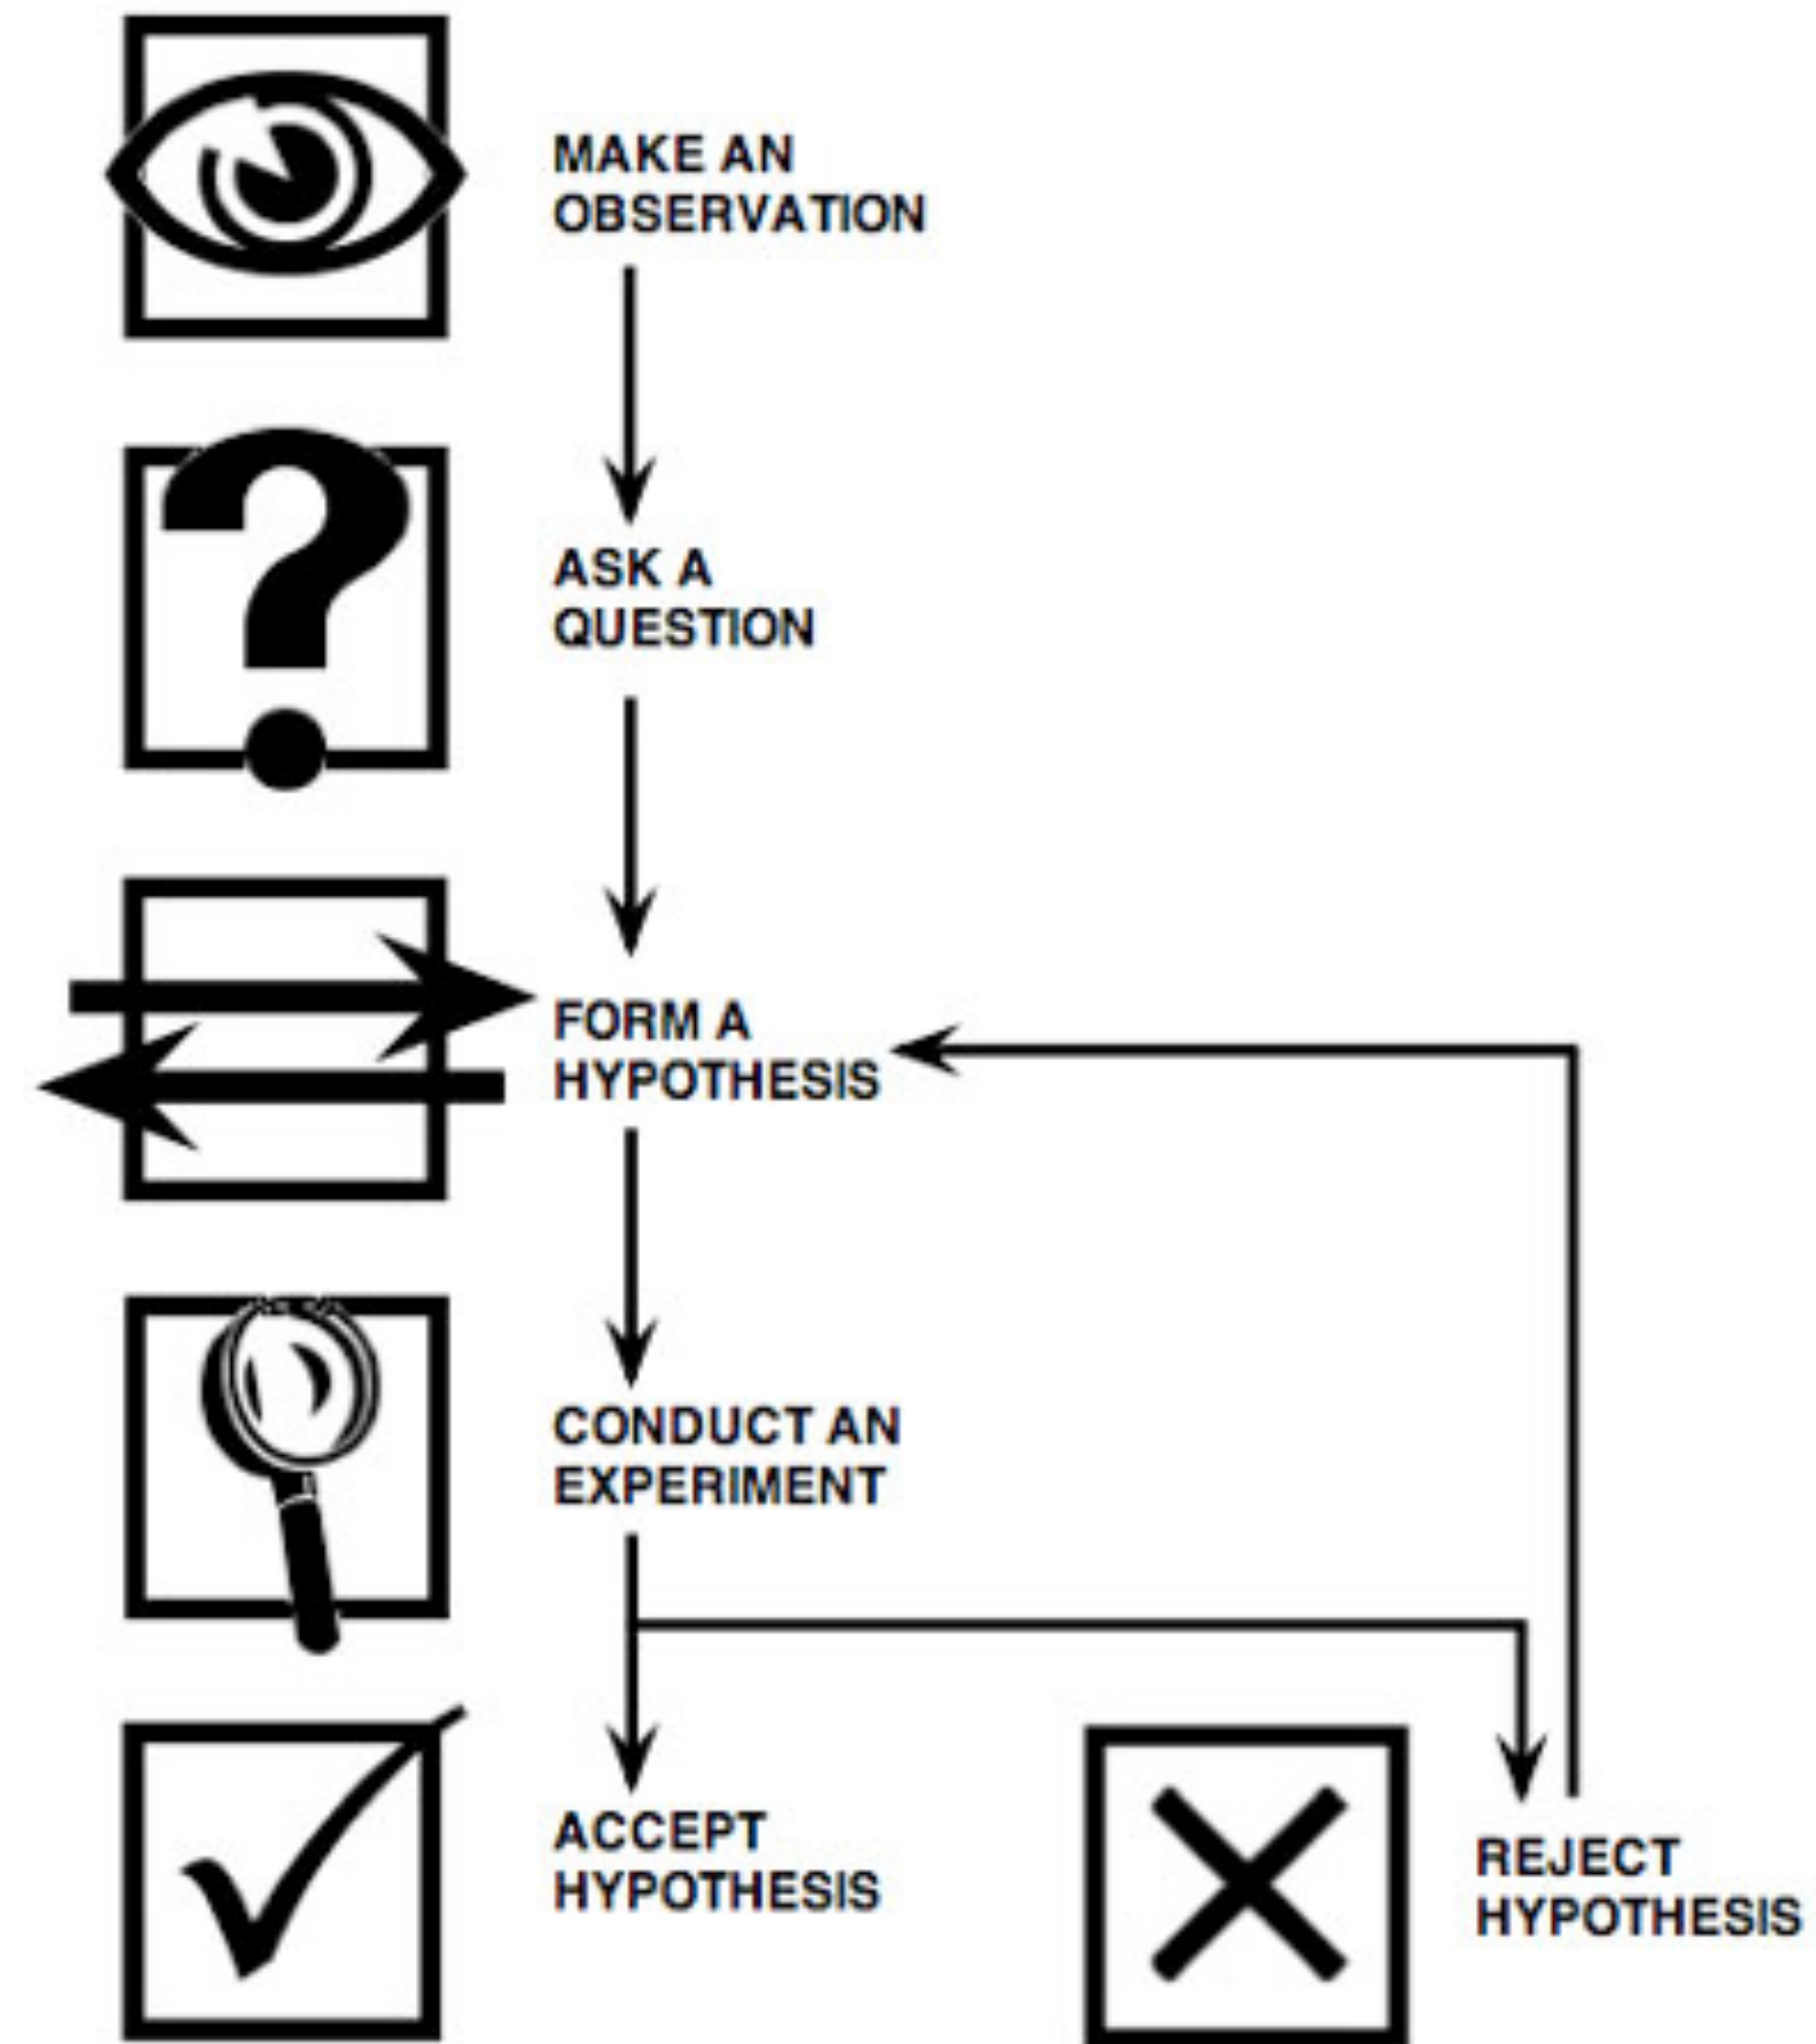 MAKE AN
OBSERVATION
ASK A
QUESTION
FORM A
HYPOTHESIS
CONDUCT AN
EXPERIMENT
ACCEPT
HYPOTHESIS
REJECT
HYPOTHESIS